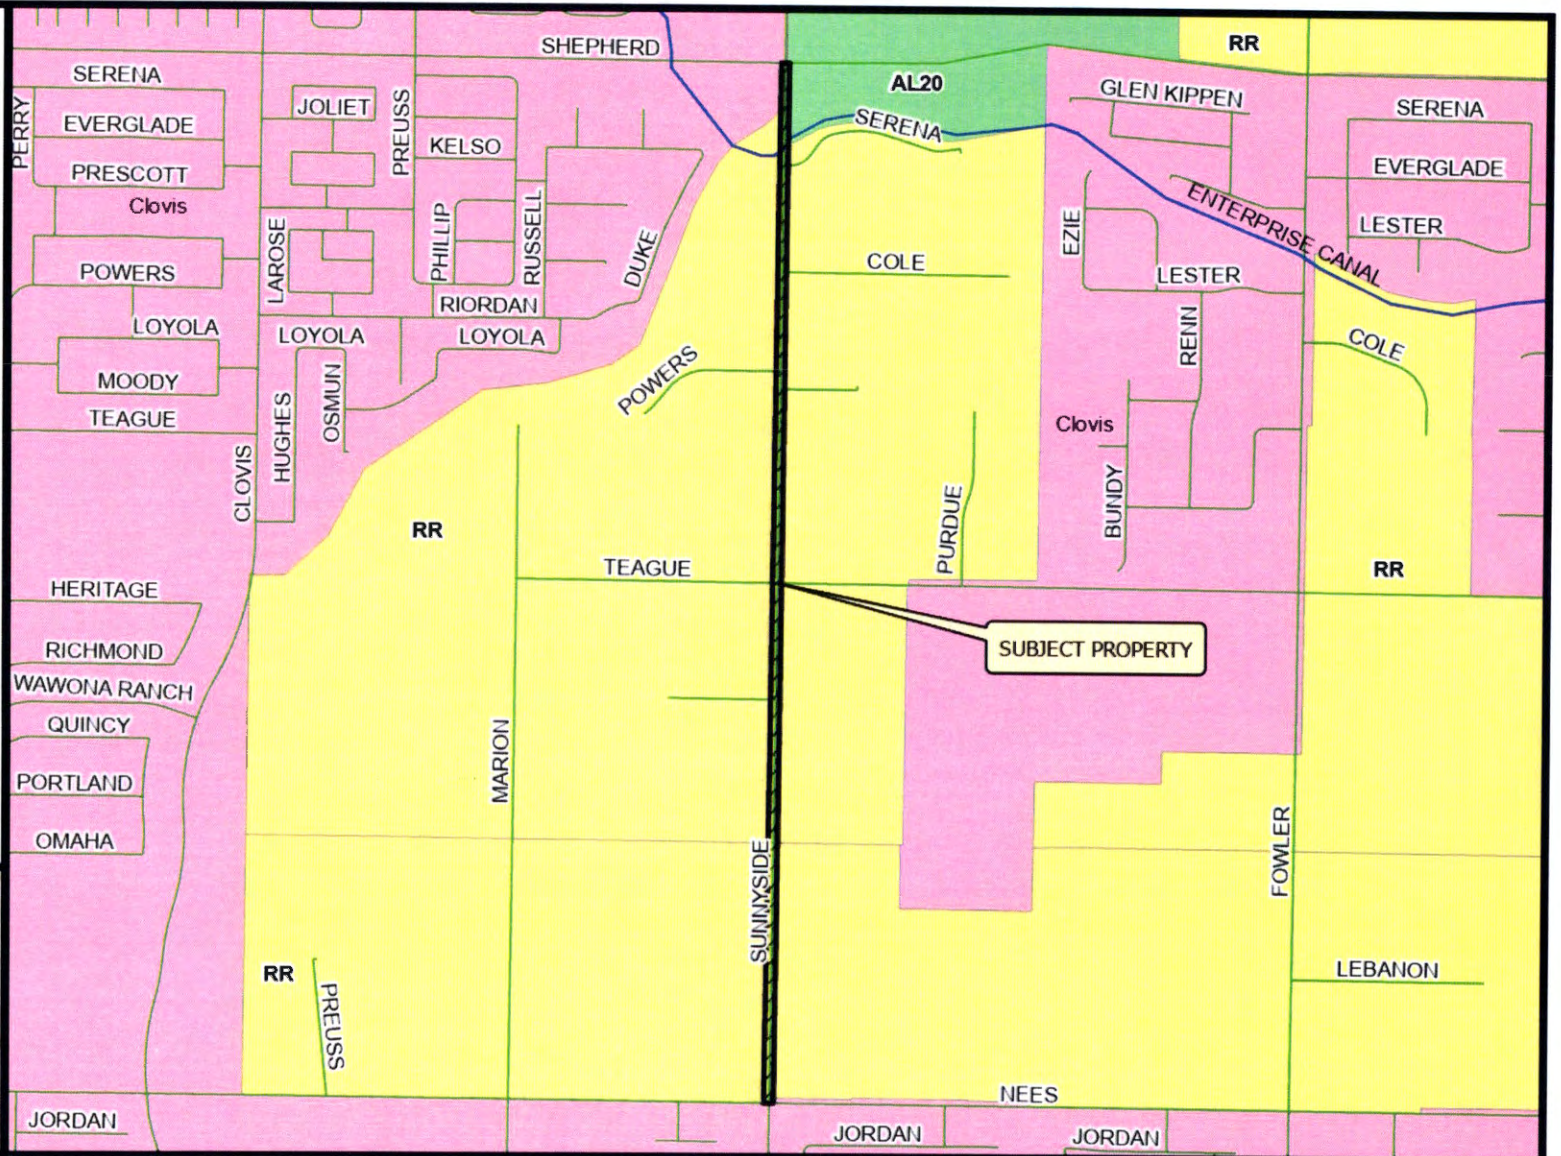 SHEPHERD
RR
SERENA
AL20
GLEN KIPPEN
SERENA
JOLIET
PREUSS
PERRY
EVERGLADE
SERENA
KELSO
EVERGLADE
PRESCOTT
Clovis
ENTERPRISE CANAL
LESTER
PHILLIP
RUSSELL
DUKE
EZIE
LAROSE
COLE
POWERS
LESTER
RIORDAN
LOYOLA
LOYOLA
LOYOLA
RENN
COLE
MOODY
POWERS
OSMUN
HUGHES
TEAGUE
Clovis
CLOVIS
BUNDY
PURDUE
RR
TEAGUE
RR
HERITAGE
RICHMOND
SUBJECT PROPERTY
WAWONA RANCH
QUINCY
MARION
PORTLAND
OMAHA
FOWLER
SUNNYSIDE
RR
LEBANON
PREUSS
NEES
JORDAN
JORDAN
JORDAN